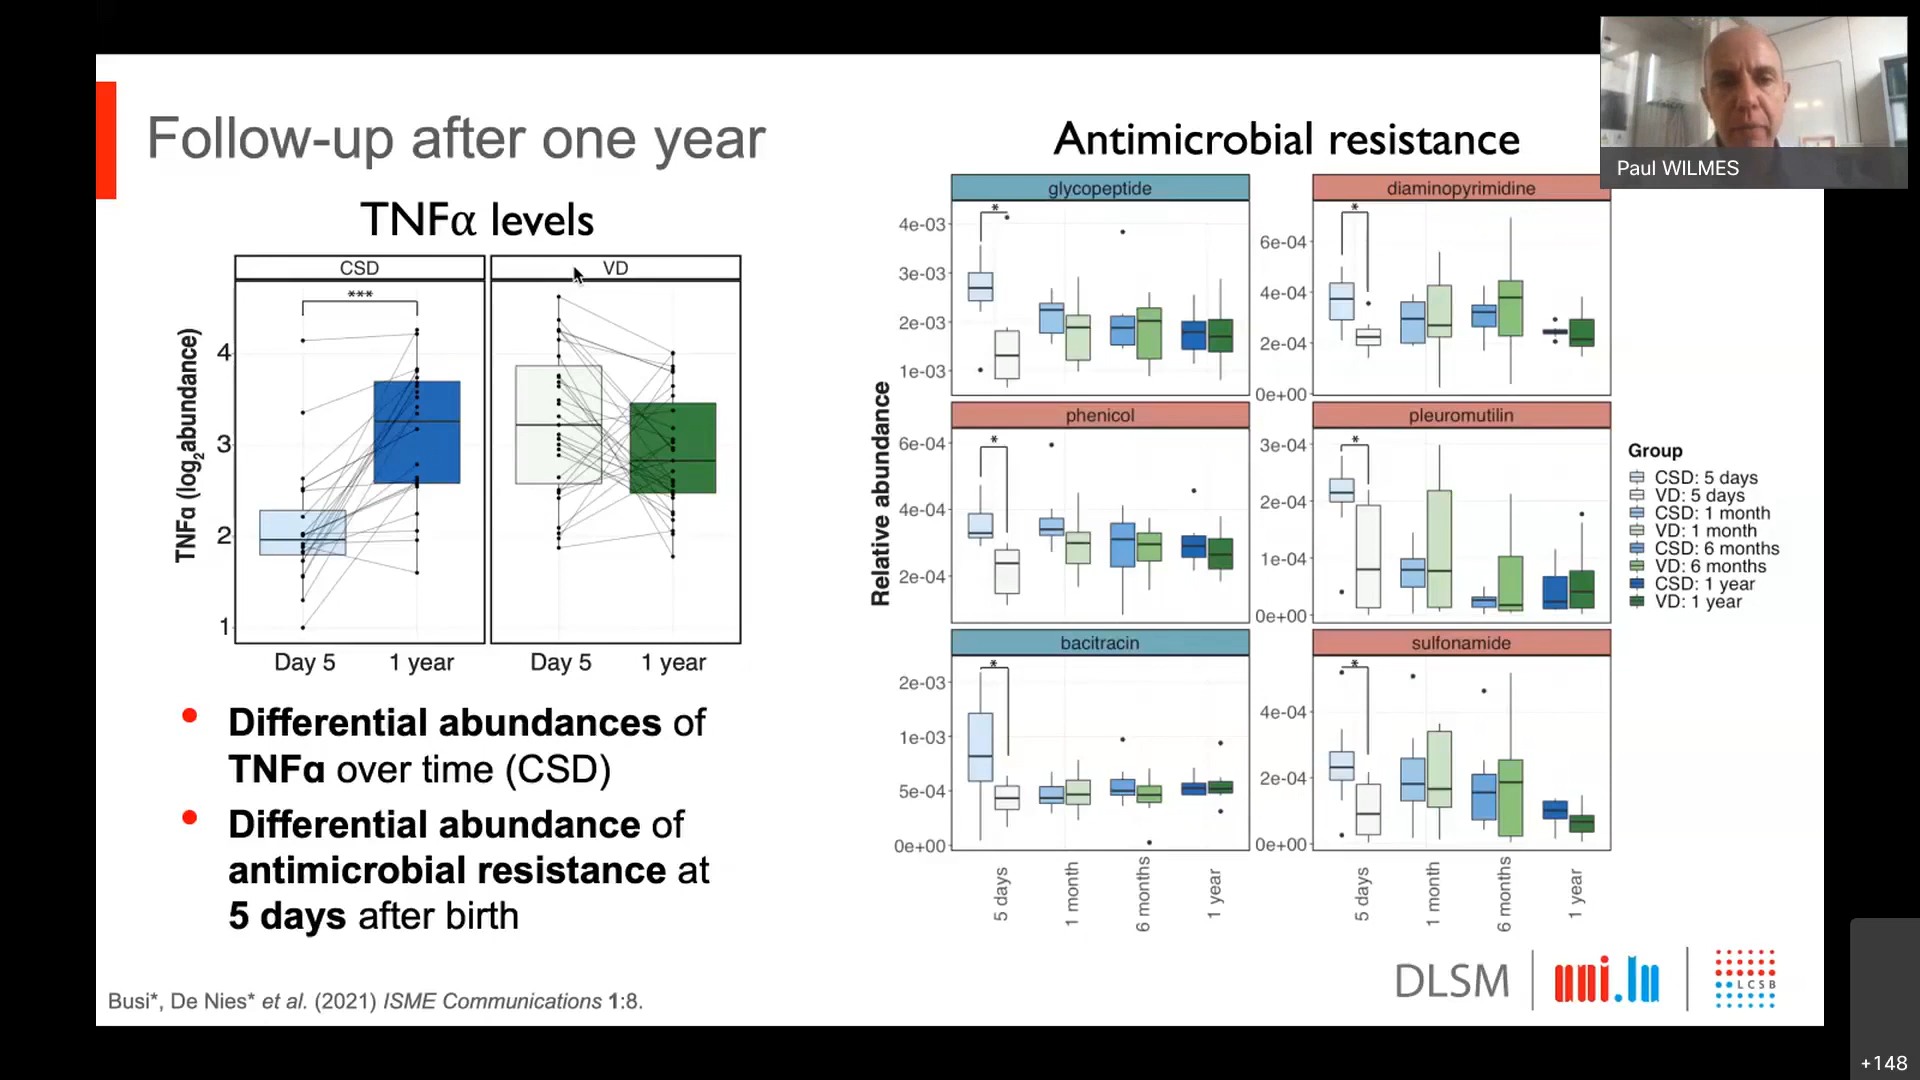 Follow-up after one year
TNFα levels
CSD
VD
***
TNFα (log2abundance)
4
3
2
1
Day 5
1 year
Day 5
1 year
• Differential abundances of
TNFα over time (CSD)
• Differential abundance of
antimicrobial resistance at
5 days after birth
Busi*, De Nies* et al. (2021) ISME Communications 1:8.
Antimicrobial resistance
Relative abundance
glycopeptide
*
4e-03
3e-03
2e-03
1e-03
diaminopyrimidine
*
6e-04
4e-04
2e-04
0e+00
phenicol
*
6e-04
4e-04
2e-04
pleuromutilin
*
3e-04
2e-04
1e-04
0e+00
bacitracin
*
2e-03
1e-03
5e-04
0e+00
sulfonamide
*
4e-04
2e-04
0e+00
5 days
1 month
6 months
1 year
5 days
1 month
6 months
1 year
Group
CSD: 5 days
VD: 5 days
CSD: 1 month
VD: 1 month
CSD: 6 months
VD: 6 months
CSD: 1 year
VD: 1 year
DLSM
uni.lu
LCSB
Paul WILMES
+148